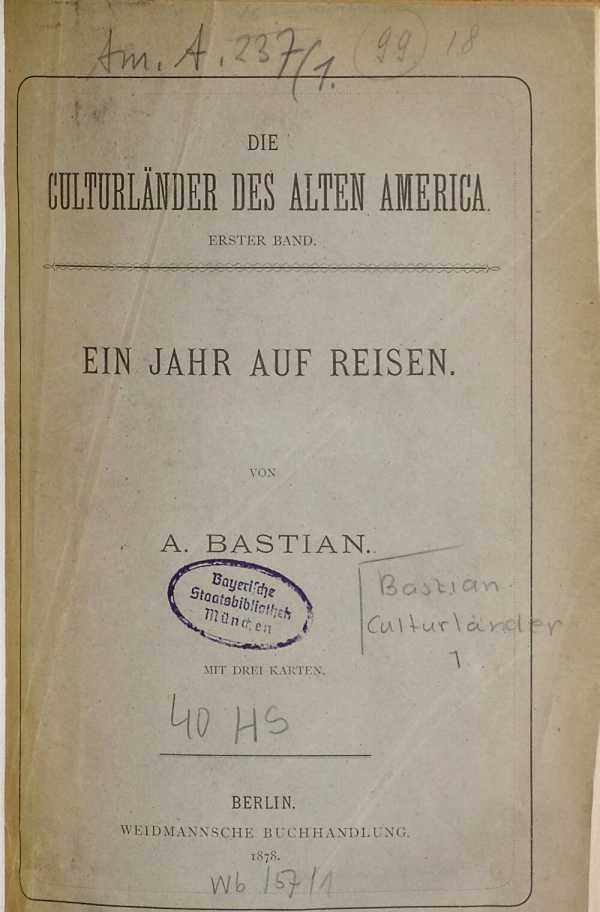 Am. A. 237/1. 99 18
DIE
CULTURLÄNDER DES ALTEN AMERICA.
ERSTER BAND.
EIN JAHR AUF REISEN.
VON
A. BASTIAN.
Bayerische
Staatsbibliothek
München
Bastian
Culturländer
1
MIT DREI KARTEN.
40 HS
BERLIN.
WEIDMANNSCHE BUCHHANDLUNG.
1878.
Wb /57/1